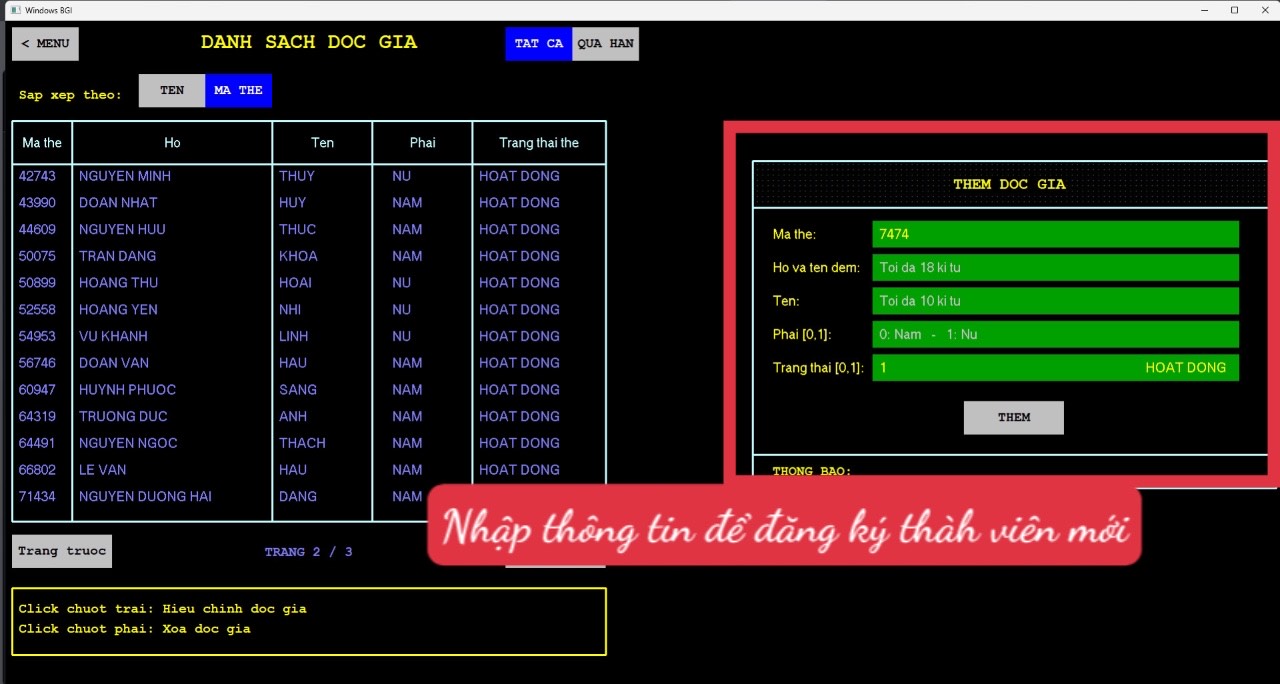 Windows BGI
< MENU
DANH SACH DOC GIA
TAT CA QUA HAN
Sap xep theo: TEN MA THE
Ma the Ho Ten Phai Trang thai the
42743 NGUYEN MINH THUY NU HOAT DONG
43990 DOAN NHAT HUY NAM HOAT DONG
44609 NGUYEN HUU THUC NAM HOAT DONG
50075 TRAN DANG KHOA NAM HOAT DONG
50899 HOANG THU HOAI NU HOAT DONG
52558 HOANG YEN NHI NU HOAT DONG
54953 VU KHANH LINH NU HOAT DONG
56746 DOAN VAN HAU NAM HOAT DONG
60947 HUYNH PHUOC SANG NAM HOAT DONG
64319 TRUONG DUC ANH NAM HOAT DONG
64491 NGUYEN NGOC THACH NAM HOAT DONG
66802 LE VAN HAU NAM HOAT DONG
71434 NGUYEN DUONG HAI DANG NAM
Trang truoc TRANG 2 / 3
Click chuot trai: Hieu chinh doc gia
Click chuot phai: Xoa doc gia
THEM DOC GIA
Ma the: 7474
Ho va ten dem: Toi da 18 ki tu
Ten: Toi da 10 ki tu
Phai [0,1]: 0: Nam - 1: Nu
Trang thai [0,1]: 1 HOAT DONG
THEM
THONG BAO:
Nhập thông tin để đăng ký thàh viên mới